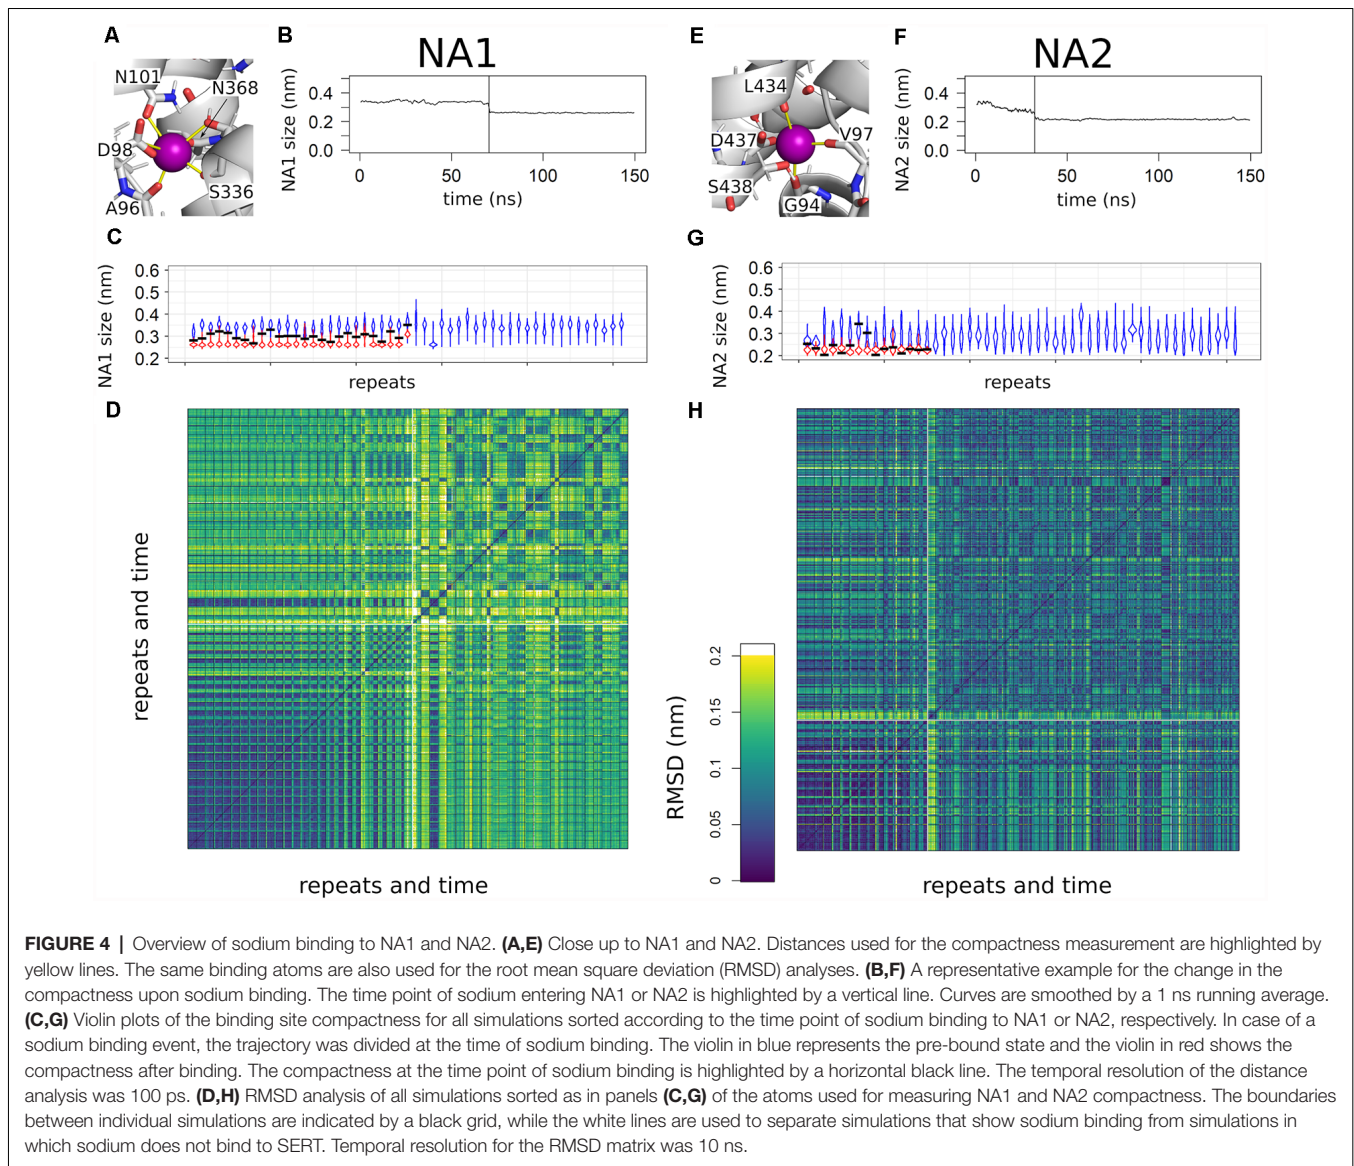 A
B
NA1
E
F
NA2
N101
N368
D98
S336
A96
NA1 size (nm)
0.4
0.2
0.0
0
50
100
150
time (ns)
L434
D437
V97
S438
G94
NA2 size (nm)
0.4
0.2
0.0
0
50
100
150
time (ns)
C
NA1 size (nm)
0.6
0.5
0.4
0.3
0.2
repeats
G
NA2 size (nm)
0.6
0.5
0.4
0.3
0.2
repeats
D
repeats and time
repeats and time
RMSD (nm)
0.2
0.15
0.1
0.05
0
H
repeats and time
FIGURE 4 | Overview of sodium binding to NA1 and NA2. (A,E) Close up to NA1 and NA2. Distances used for the compactness measurement are highlighted by
yellow lines. The same binding atoms are also used for the root mean square deviation (RMSD) analyses. (B,F) A representative example for the change in the
compactness upon sodium binding. The time point of sodium entering NA1 or NA2 is highlighted by a vertical line. Curves are smoothed by a 1 ns running average.
(C,G) Violin plots of the binding site compactness for all simulations sorted according to the time point of sodium binding to NA1 or NA2, respectively. In case of a
sodium binding event, the trajectory was divided at the time of sodium binding. The violin in blue represents the pre-bound state and the violin in red shows the
compactness after binding. The compactness at the time point of sodium binding is highlighted by a horizontal black line. The temporal resolution of the distance
analysis was 100 ps. (D,H) RMSD analysis of all simulations sorted as in panels (C,G) of the atoms used for measuring NA1 and NA2 compactness. The boundaries
between individual simulations are indicated by a black grid, while the white lines are used to separate simulations that show sodium binding from simulations in
which sodium does not bind to SERT. Temporal resolution for the RMSD matrix was 10 ns.